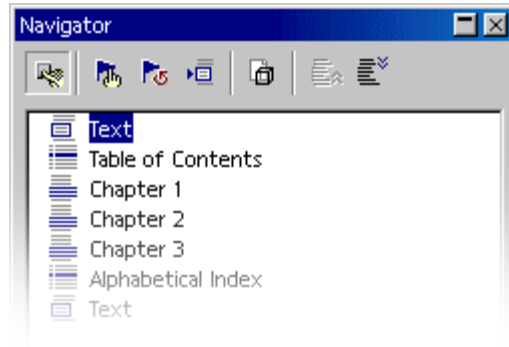 Navigator
Text
Table of Contents
Chapter 1
Chapter 2
Chapter 3
Alphabetical Index
Text